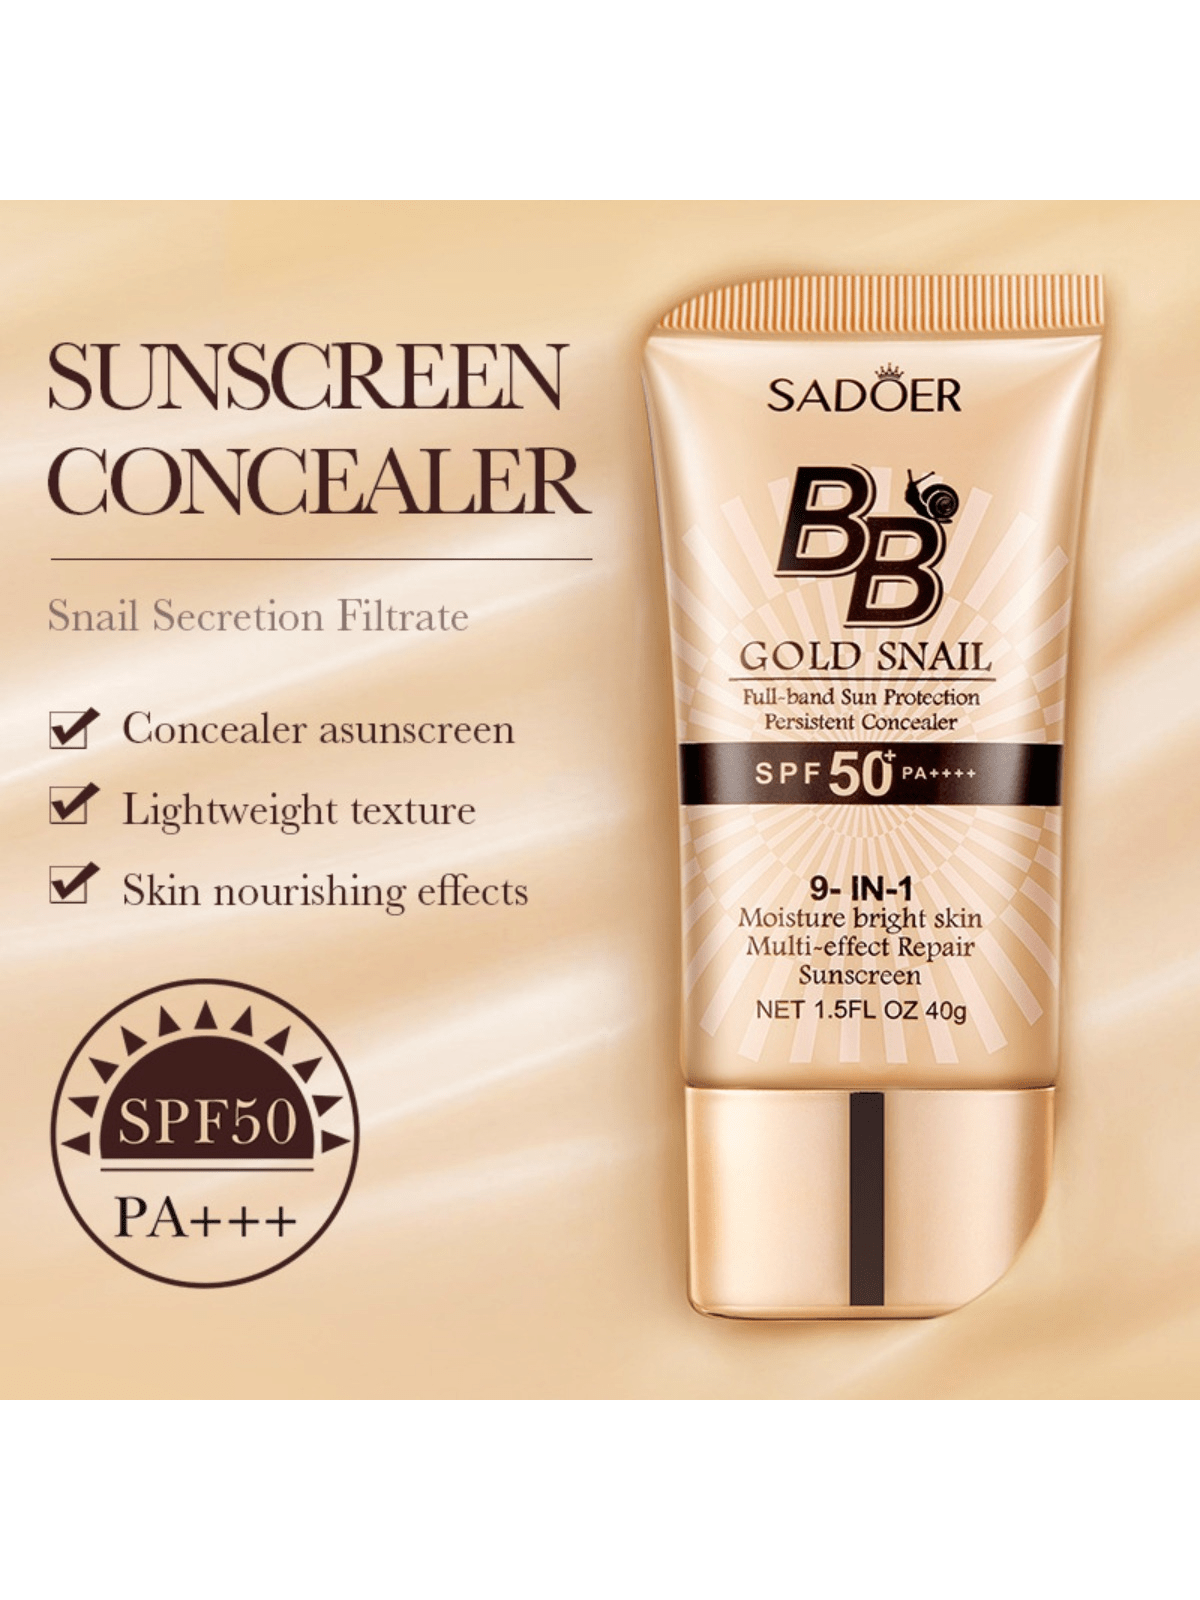 SUNSCREEN
CONCEALER
Snail Secretion Filtrate
Concealer asunscreen
Lightweight texture
Skin nourishing effects
SPF50
PA+++
SADOER
BB
GOLD SNAIL
Full-band Sun Protection
Persistent Concealer
SPF 50+ PA++++
9- IN-1
Moisture bright skin
Multi-effect Repair
Sunscreen
NET 1.5FL OZ 40g